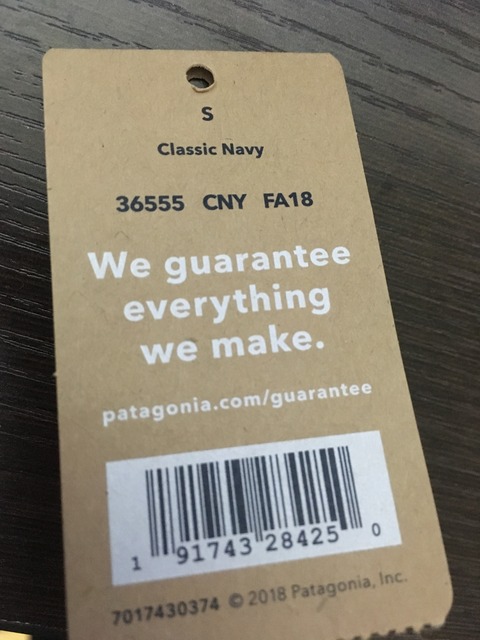 S
Classic Navy
36555 CNY FA18
We guarantee
everything
we make.
patagonia.com/guarantee
1 91743 28425 0
7017430374 © 2018 Patagonia, Inc.